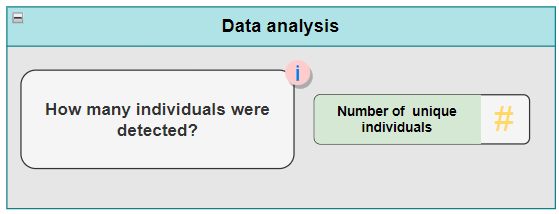 Data analysis
i
How many individuals were
detected?
Number of unique
individuals
#